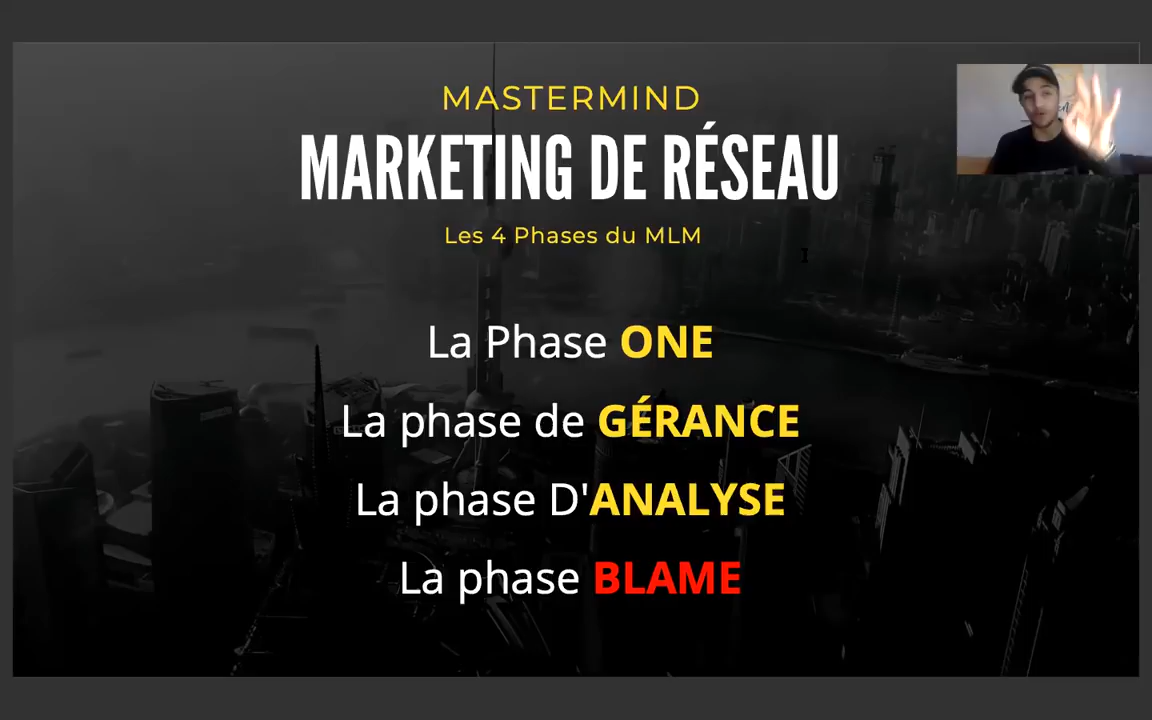 MASTERMIND
MARKETING DE RÉSEAU
Les 4 Phases du MLM
La Phase ONE
La phase de GÉRANCE
La phase D'ANALYSE
La phase BLAME